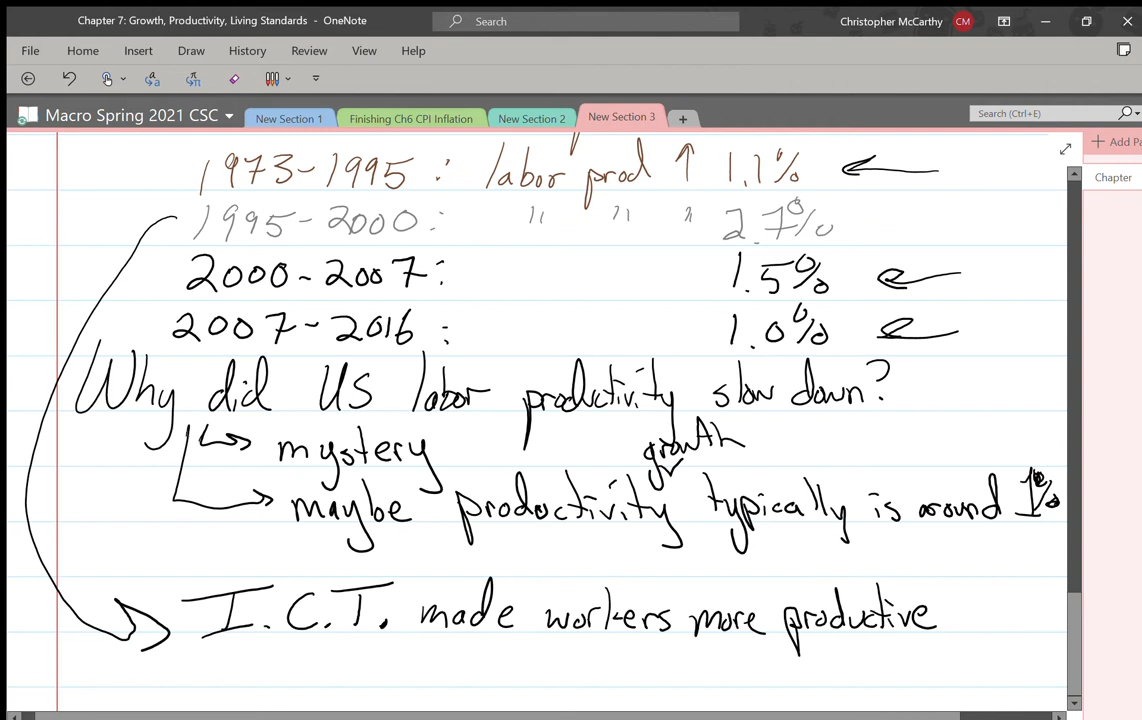 Chapter 7: Growth, Productivity, Living Standards - OneNote
Search
Christopher McCarthy CM
File Home Insert Draw History Review View Help
Macro Spring 2021 CSC
New Section 1 Finishing Ch6 CPI Inflation New Section 2 New Section 3 +
Search (Ctrl+E)
+ Add Pa
Chapter
1973-1995: labor prod ↑ 1.1% ←
1995-2000: " " " 2.7%
2000-2007: 1.5% ←
2007-2016: 1.0% ←
Why did US labor productivity slow down?
↳ mystery
growth
↳ maybe productivity typically is around 1%
→ I.C.T. made workers more productive